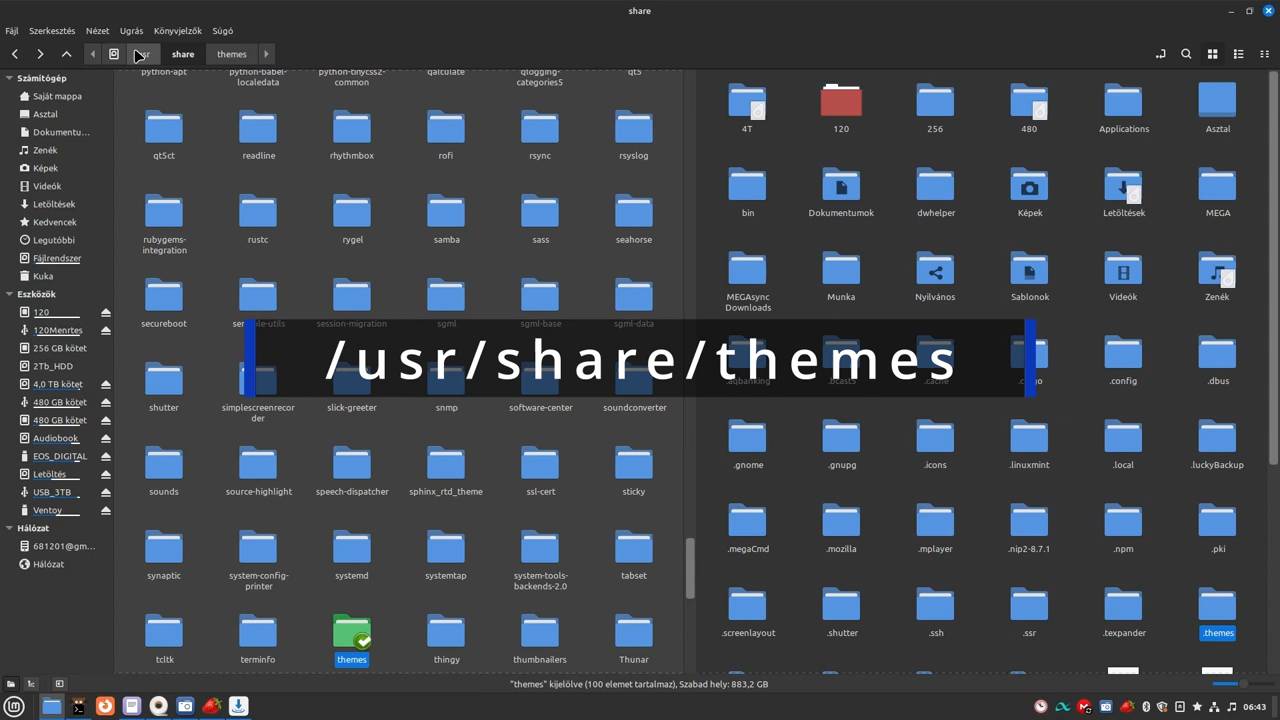 share
Fájl Szerkesztés Nézet Ugrás Könyvjelzők Súgó
share themes
Számítógép
Saját mappa
Asztal
Dokumentu...
Zenék
Képek
Videók
Letöltések
Kedvencek
Legutóbbi
Fájlrendszer
Kuka
Eszközök
120
120Menrtes
256 GB kötet
2Tb_HDD
4,0 TB kötet
480 GB kötet
480 GB kötet
Audiobook
EOS_DIGITAL
Letöltés
USB_3TB
Ventoy
Hálózat
681201@gm...
Hálózat
python-apt python-babel-localedata python-tinycss2-common qalculate qlogging-categories5 qt5
qt5ct readline rhythmbox rofi rsync rsyslog
rubygems-integration rustc rygel samba sass seahorse
secureboot session-migration sgml sgml-base sgml-data
/usr/share/themes
shutter simplescreenrecorder slick-greeter snmp software-center soundconverter
sounds source-highlight speech-dispatcher sphinx_rtd_theme ssl-cert sticky
synaptic system-config-printer systemd systemtap system-tools-backends-2.0 tabset
tcltk terminfo themes thingy thumbnailers Thunar
4T 120 256 480 Applications Asztal
bin Dokumentumok dwhelper Képek Letöltések MEGA
MEGAsync Downloads Munka Nyilvános Sablonok Videók Zenék
.aqbanking .bcast5 .cache .config .dbus
.gnome .gnupg .icons .linuxmint .local .luckyBackup
.megaCmd .mozilla .mplayer .nip2-8.7.1 .npm .pki
.screenlayout .shutter .ssh .ssr .texpander .themes
"themes" kijelölve (100 elemet tartalmaz), Szabad hely: 883,2 GB
06:43